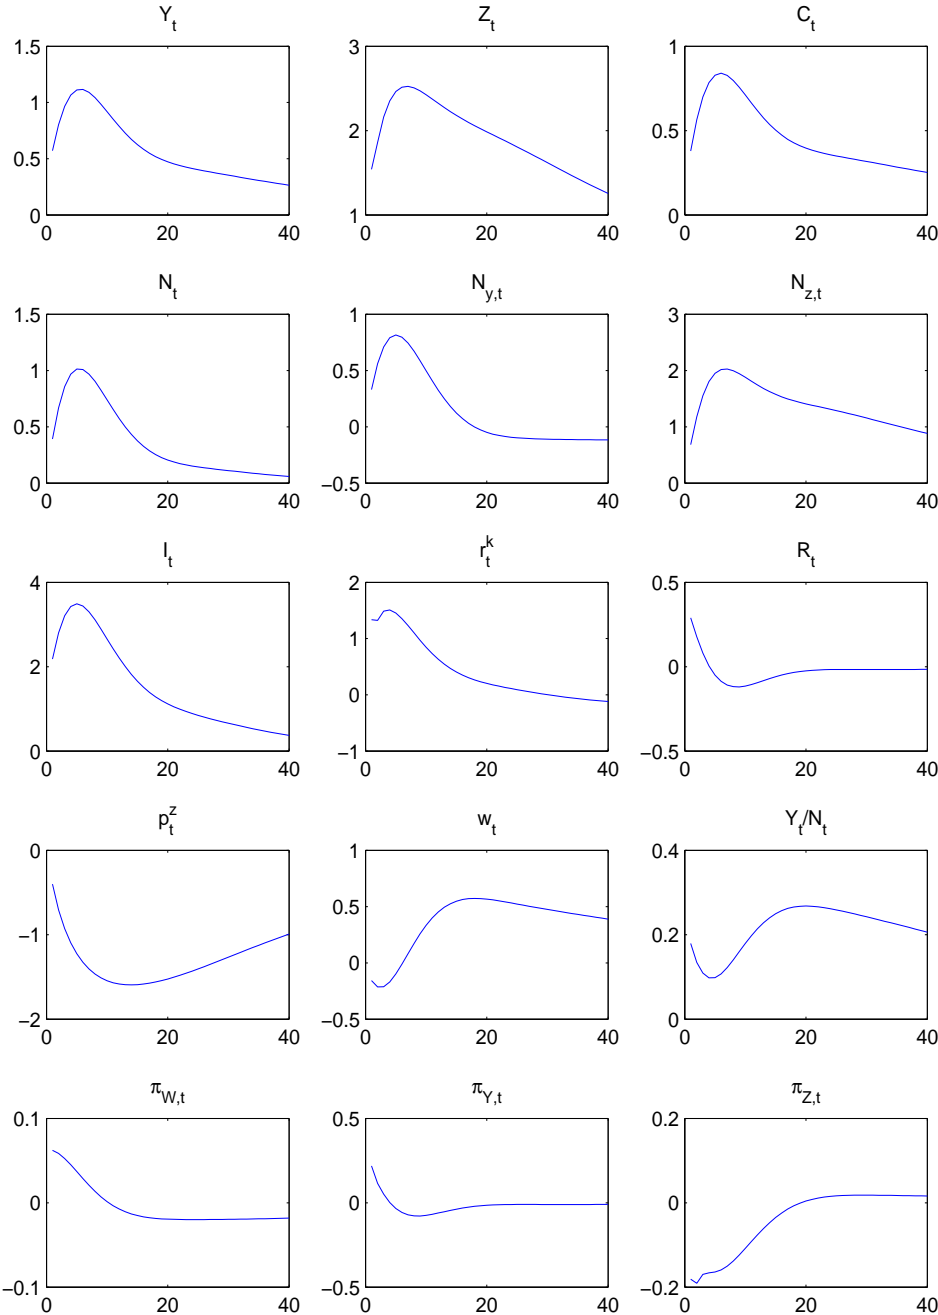 Y_t Z_t C_t
1.5 3 1
1
0.5 2 0.5
0 1 0
0 20 40 0 20 40 0 20 40
N_t N_{y,t} N_{z,t}
1.5 1 3
1 0.5 2
0.5 0 1
0 −0.5 0
0 20 40 0 20 40 0 20 40
I_t r_t^k R_t
4 2 0.5
1
2 0 0
0 −1 −0.5
0 20 40 0 20 40 0 20 40
p_t^z w_t Y_t/N_t
0 1 0.4
0.5
−1 0 0.2
−2 −0.5 0
0 20 40 0 20 40 0 20 40
π_{W,t} π_{Y,t} π_{Z,t}
0.1 0.5 0.2
0 0 0
−0.1 −0.5 −0.2
0 20 40 0 20 40 0 20 40